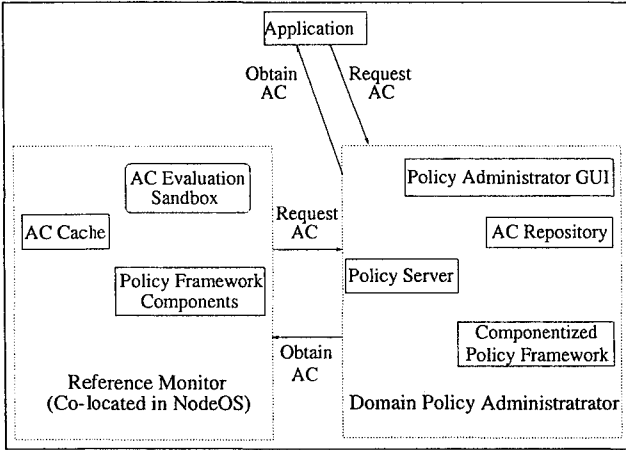 Application
Obtain
AC
Request
AC
AC Evaluation
Sandbox
AC Cache
Policy Framework
Components
Reference Monitor
(Co-located in NodeOS)
Request
AC
Obtain
AC
Policy Administrator GUI
AC Repository
Policy Server
Componentized
Policy Framework
Domain Policy Administratrator